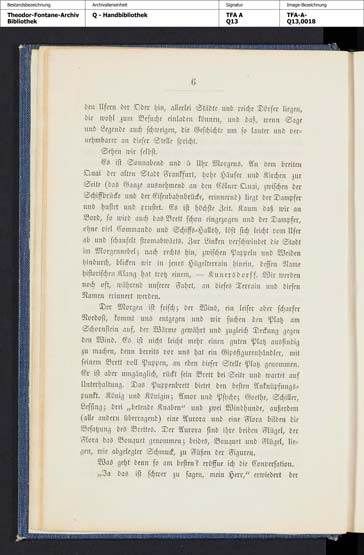 Bestandsbezeichnung
Archivalieneinheit
Signatur
Image-Bezeichnung
Theodor-Fontane-Archiv
Bibliothek
Q - Handbibliothek
TFA A
Q13
TFA-A-
Q13,0018
6
den Ufern der Oder hin, allerlei Städte und reiche Dörfer liegen,
die wohl zum Besuche einladen können, und daß, wenn Sage
und Legende auch schweigen, die Geschichte um so lauter und ver-
nehmbarer an dieser Stelle spricht.
Sehen wir selbst.
Es ist Sonnabend und 5 Uhr Morgens. An dem breiten
Quai der alten Stadt Frankfurt, hohe Häuser und Kirchen zur
Seite (das Ganze ausnehmend an den Cölner Quai, zwischen der
Schiffbrücke und der Eisenbahnbrücke, erinnernd) liegt der Dampfer
und hustet und prustet. Es ist höchste Zeit. Kaum daß wir an
Bord, so wird auch das Brett schon eingezogen und der Dampfer,
ohne viel Commando und Schiffs-Halloh, löst sich leicht vom Ufer
ab und schaufelt stromabwärts. Zur Linken verschwindet die Stadt
im Morgennebel; nach rechts hin, zwischen Pappeln und Weiden
hindurch, blicken wir in jenes Hügelterrain hinein, dessen Name
historischen Klang hat trotz einem, — Kunersdorff. Wir werden
noch oft, während unserer Fahrt, an dieses Terrain und diesen
Namen erinnert werden.
Der Morgen ist frisch; der Wind, ein leiser aber scharfer
Nordost, kommt uns entgegen und wir suchen den Platz am
Schornstein auf, der Wärme gewährt und zugleich Deckung gegen
den Wind. Es ist nicht leicht mehr einen guten Platz ausfindig
zu machen, denn bereits vor uns hat ein Gipsfigurenhändler, mit
seinem Brett voll Puppen, an eben dieser Stelle Platz genommen.
Er ist aber umgänglich, rückt sein Brett bei Seite und wartet auf
Unterhaltung. Das Puppenbrett bietet den besten Anknüpfungs-
punkt. König und Königin; Amor und Psyche; Goethe, Schiller,
Lessing; drei „betende Knaben“ und zwei Windhunde, außerdem
(alle andern überragend) eine Aurora und eine Flora bilden die
Besatzung des Brettes. Der Aurora sind ihre beiden Flügel, der
Flora das Bouquet genommen; beides, Bouquet und Flügel, lie-
gen, wie abgelegter Schmuck, zu Füßen der Figuren.
Was geht denn so am besten? eröffne ich die Conversation.
„Ja das ist schwer zu sagen, mein Herr,“ erwiedert der